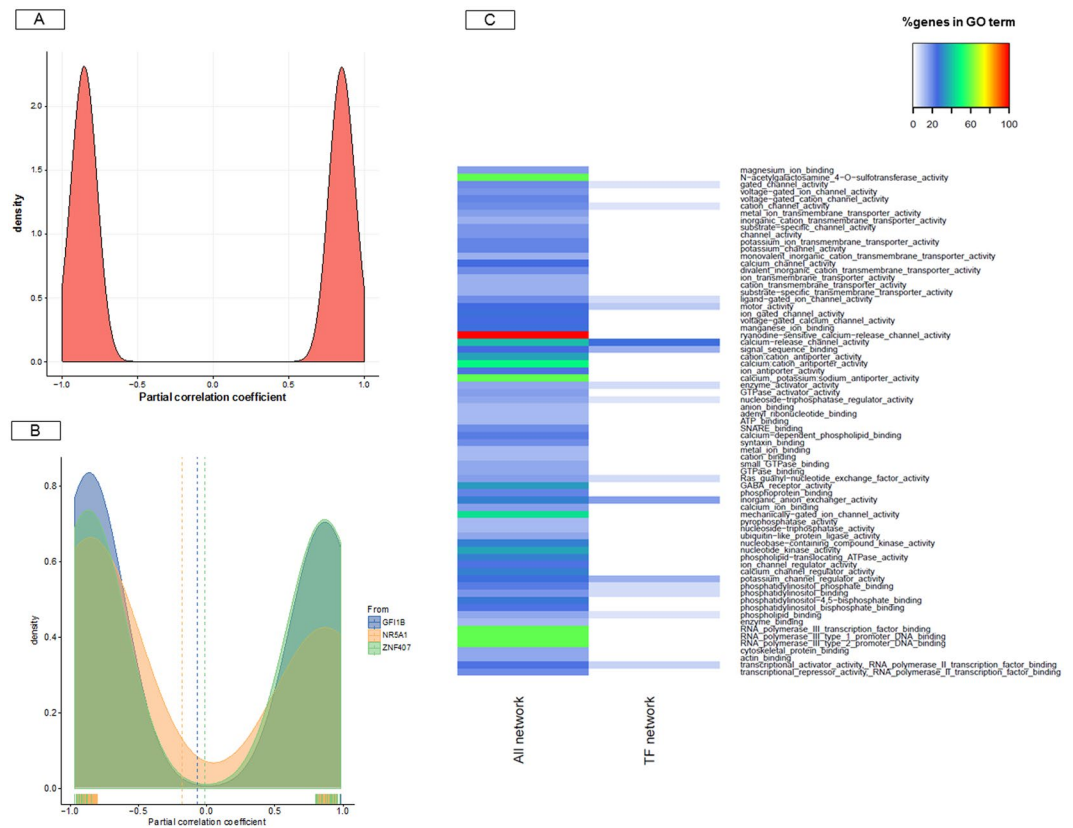 A
density
2.0
1.5
1.0
0.5
0.0
−1.0 −0.5 0.0 0.5 1.0
Partial correlation coefficient
B
density
0.8
0.6
0.4
0.2
0.0
−1.0 −0.5 0.0 0.5 1.0
Partial correlation coefficient
From
GFI1B
NR5A1
ZNF407
C
%genes in GO term
0 20 60 100
magnesium_ion_binding
N−acetylgalactosamine_4−O−sulfotransferase_activity
gated_channel_activity
voltage−gated_ion_channel_activity
voltage−gated_cation_channel_activity
cation_channel_activity
metal_ion_transmembrane_transporter_activity
inorganic_cation_transmembrane_transporter_activity
substrate−specific_channel_activity
channel_activity
potassium_ion_transmembrane_transporter_activity
potassium_channel_activity
monovalent_inorganic_cation_transmembrane_transporter_activity
calcium_channel_activity
divalent_inorganic_cation_transmembrane_transporter_activity
ion_transmembrane_transporter_activity
cation_transmembrane_transporter_activity
substrate−specific_transmembrane_transporter_activity
ligand−gated_ion_channel_activity
motor_activity
ion_gated_channel_activity
voltage−gated_calcium_channel_activity
manganese_ion_binding
ryanodine−sensitive_calcium−release_channel_activity
calcium−release_channel_activity
signal_sequence_binding
cation:cation_antiporter_activity
calcium:cation_antiporter_activity
ion_antiporter_activity
calcium,_potassium:sodium_antiporter_activity
enzyme_activator_activity
GTPase_activator_activity
nucleoside−triphosphatase_regulator_activity
anion_binding
adenyl_ribonucleotide_binding
ATP_binding
SNARE_binding
calcium−dependent_phospholipid_binding
syntaxin_binding
metal_ion_binding
cation_binding
small_GTPase_binding
GTPase_binding
Ras_guanyl−nucleotide_exchange_factor_activity
GABA_receptor_activity
phosphoprotein_binding
inorganic_anion_exchanger_activity
calcium_ion_binding
mechanically−gated_ion_channel_activity
pyrophosphatase_activity
nucleoside−triphosphatase_activity
ubiquitin−like_protein_ligase_activity
nucleobase−containing_compound_kinase_activity
nucleotide_kinase_activity
phospholipid−translocating_ATPase_activity
ion_channel_regulator_activity
calcium_channel_regulator_activity
potassium_channel_regulator_activity
phosphatidylinositol_phosphate_binding
phosphatidylinositol_binding
phosphatidylinositol−4,5−bisphosphate_binding
phosphatidylinositol_bisphosphate_binding
phospholipid_binding
enzyme_binding
RNA_polymerase_III_transcription_factor_binding
RNA_polymerase_III_type_1_promoter_DNA_binding
RNA_polymerase_III_type_2_promoter_DNA_binding
cytoskeletal_protein_binding
actin_binding
transcriptional_activator_activity,_RNA_polymerase_II_transcription_factor_binding
transcriptional_repressor_activity,_RNA_polymerase_II_transcription_factor_binding
All network
TF network